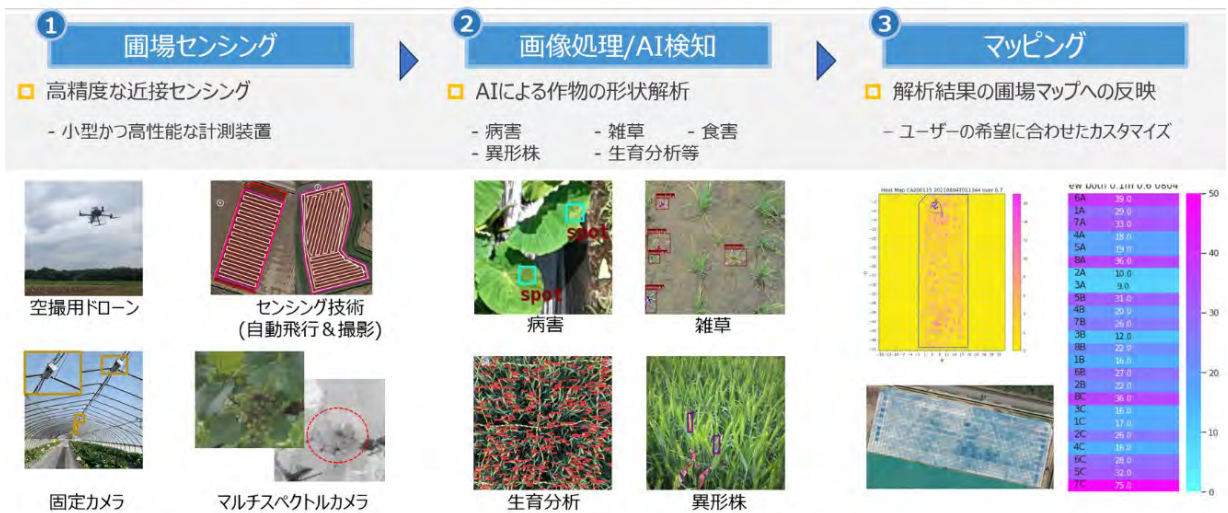 1
圃場センシング
高精度な近接センシング
- 小型かつ高性能な計測装置
空撮用ドローン
センシング技術
(自動飛行&撮影)
固定カメラ
マルチスペクトルカメラ
2
画像処理/AI検知
AIによる作物の形状解析
- 病害 - 雑草 - 食害
- 異形株 - 生育分析等
spot
spot
病害
雑草
生育分析
異形株
3
マッピング
解析結果の圃場マップへの反映
- ユーザーの希望に合わせたカスタマイズ
6A 39.0
1A 29.0
7A 33.0
4A 18.0
5A 19.0
8A 36.0
2A 10.0
3A 9.0
5B 31.0
4B 20.0
7B 26.0
3B 12.0
8B 22.0
1B 16.0
6B 27.0
2B 22.0
8C 36.0
3C 16.0
1C 17.0
2C 26.0
4C 16.0
6C 28.0
5C 32.0
7C 75.0
50
40
30
20
10
0